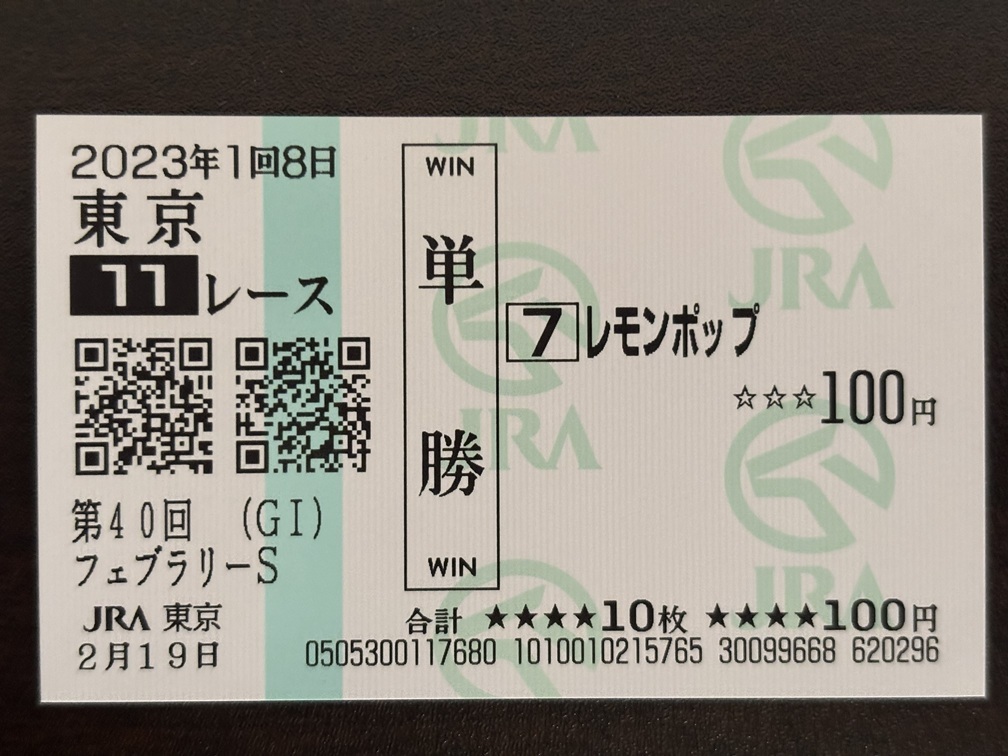 2023年1回8日
東京
11レース
第40回 (GI)
フェブラリーS
JRA 東京
2月19日
WIN
単勝
WIN
7 レモンポップ
☆☆☆100円
合計 ★★★★10枚 ★★★★100円
0505300117680 1010010215765 30099668 620296
JRA
JRA
JRA
JRA